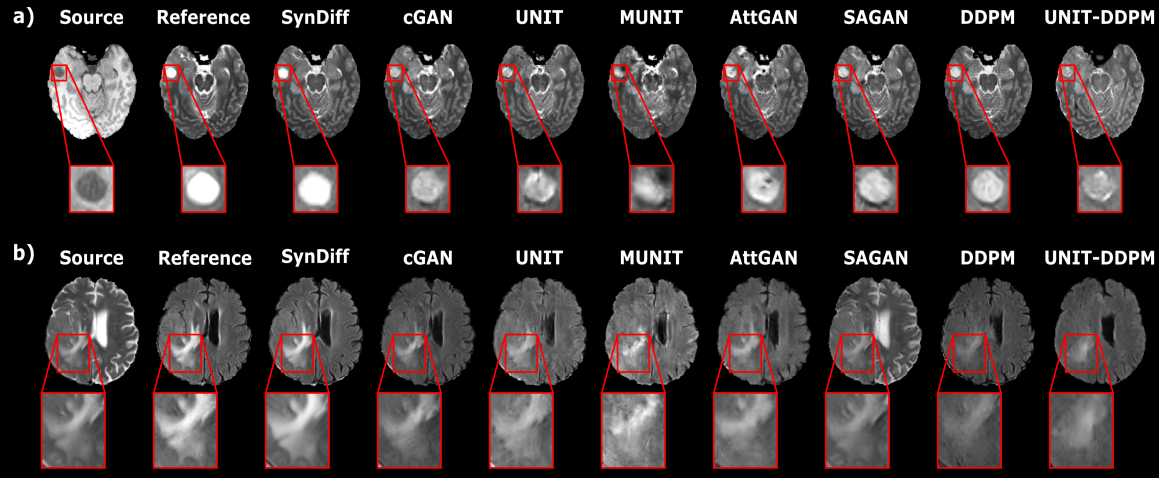 a) Source Reference SynDiff cGAN UNIT MUNIT AttGAN SAGAN DDPM UNIT-DDPM
b) Source Reference SynDiff cGAN UNIT MUNIT AttGAN SAGAN DDPM UNIT-DDPM